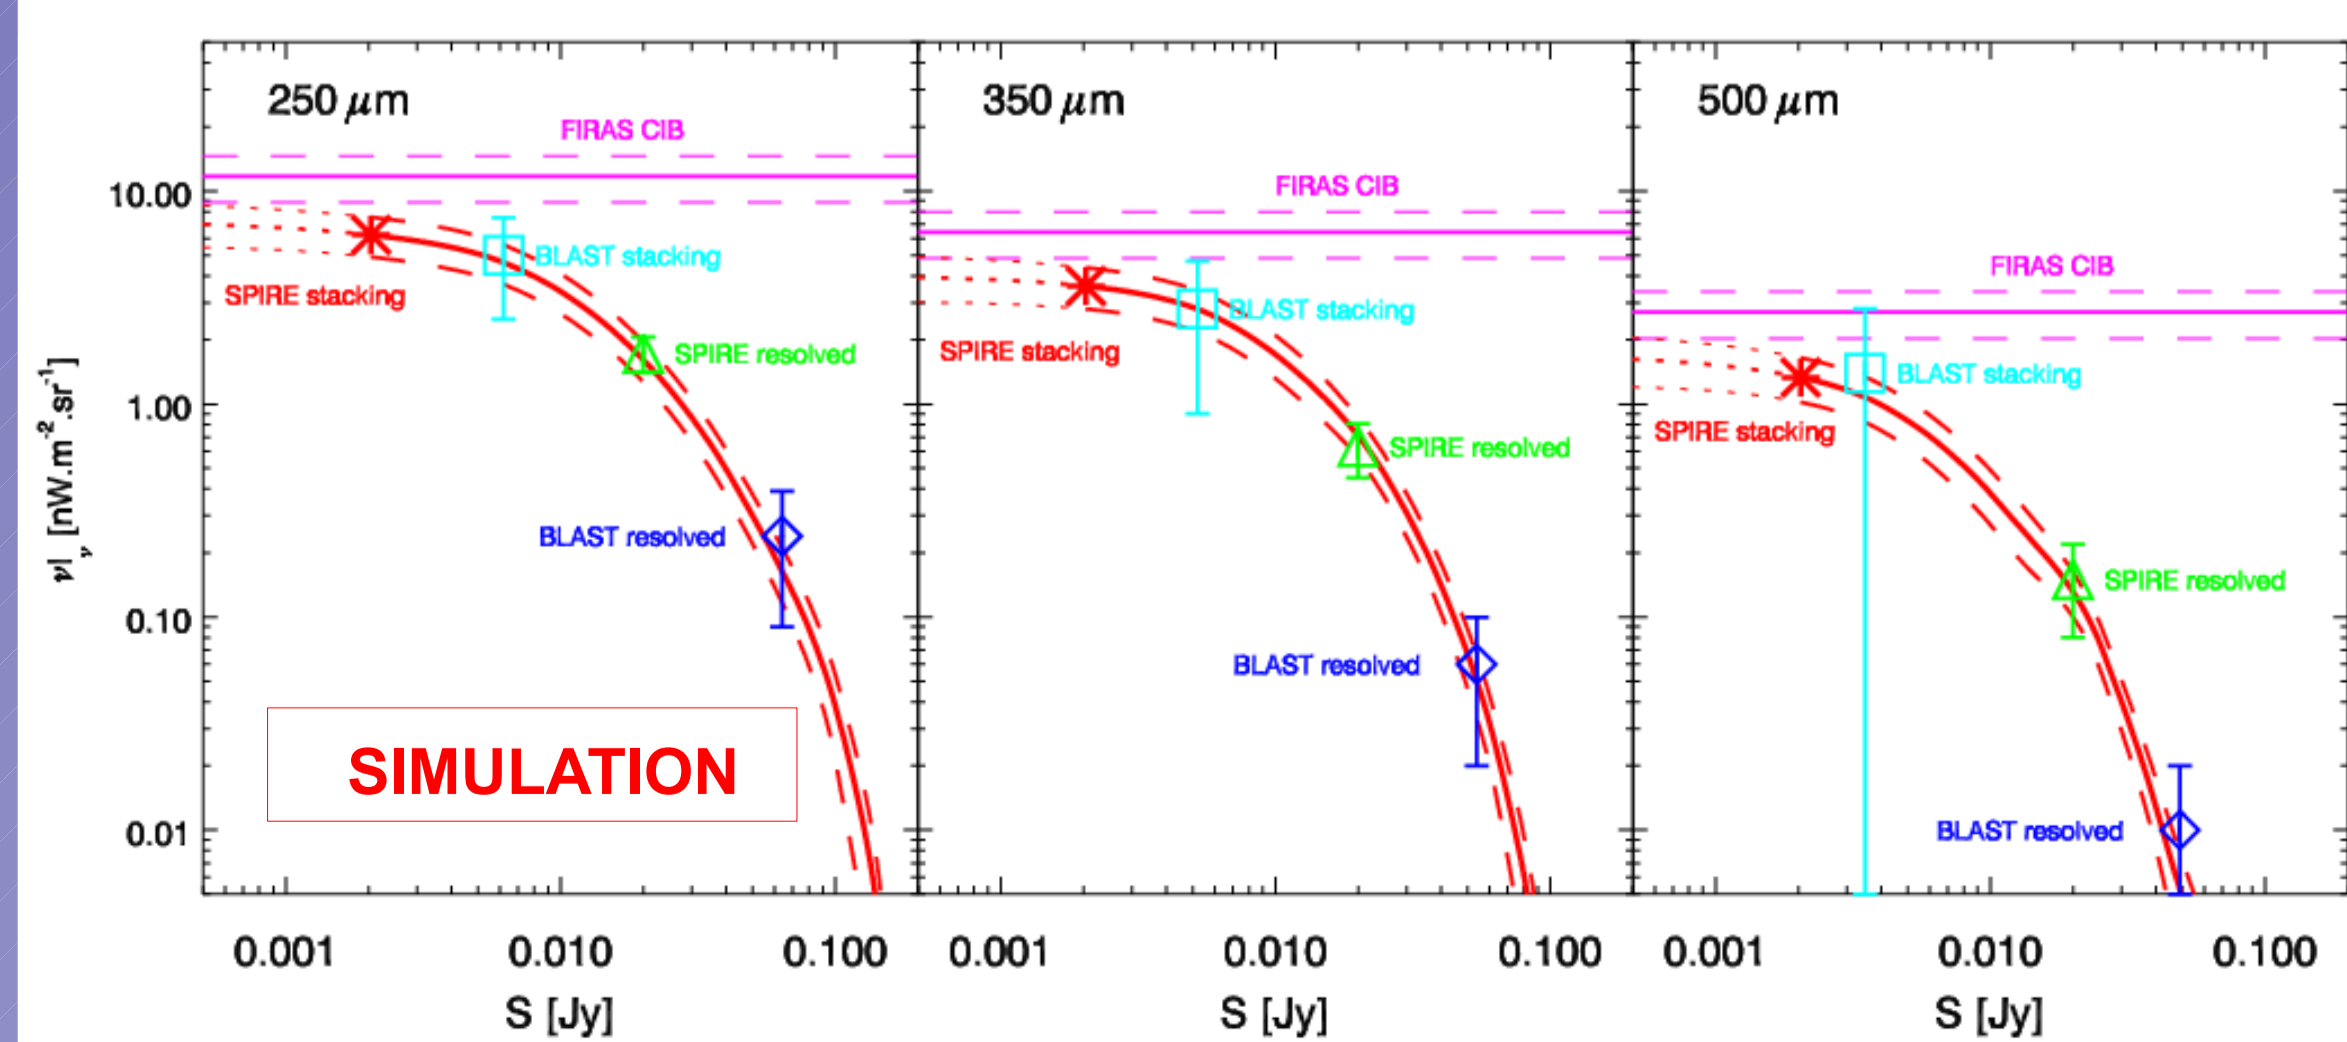 250 μm
FIRAS CIB
BLAST stacking
SPIRE stacking
SPIRE resolved
BLAST resolved
SIMULATION
350 μm
FIRAS CIB
BLAST stacking
SPIRE stacking
SPIRE resolved
BLAST resolved
500 μm
FIRAS CIB
BLAST stacking
SPIRE stacking
SPIRE resolved
BLAST resolved
νIν [nW.m-2.sr-1]
10.00
1.00
0.10
0.01
0.001 0.010 0.100 0.001 0.010 0.100 0.001 0.010 0.100
S [Jy] S [Jy] S [Jy]